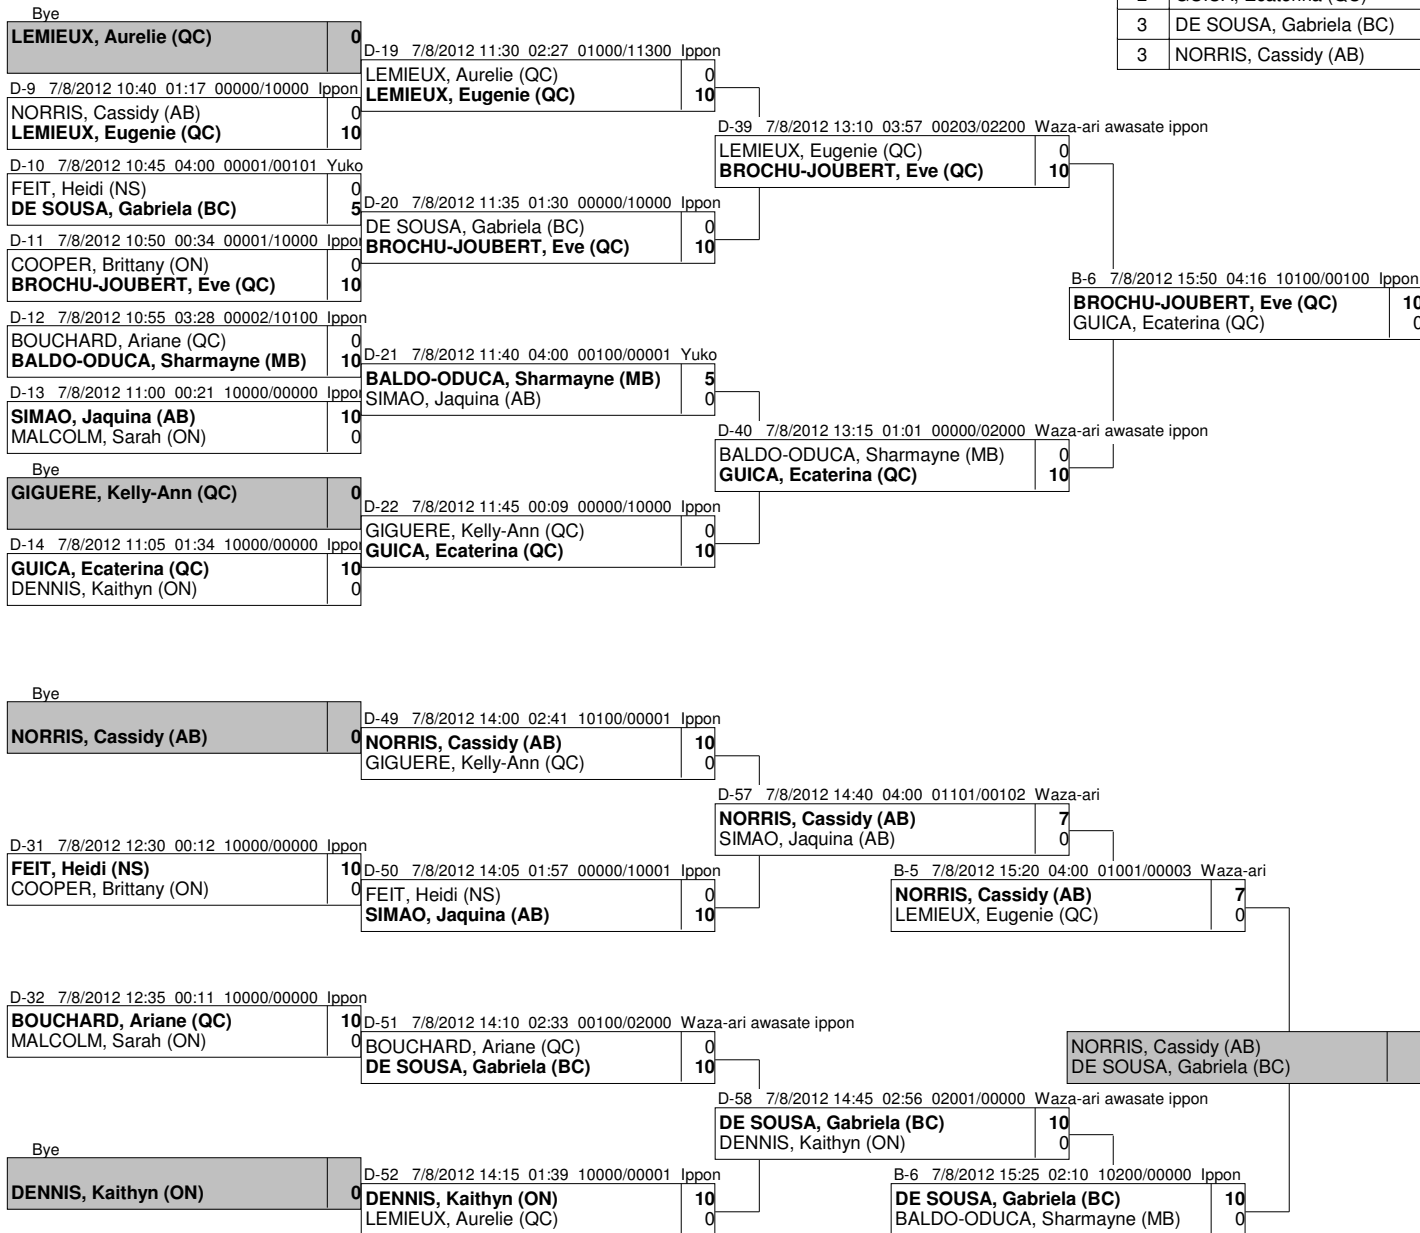 2 GUICA, Ecaterina (QC)
3 DE SOUSA, Gabriela (BC)
3 NORRIS, Cassidy (AB)
Bye
LEMIEUX, Aurelie (QC) 0
D-9 7/8/2012 10:40 01:17 00000/10000 Ippon
NORRIS, Cassidy (AB) 0
LEMIEUX, Eugenie (QC) 10
D-10 7/8/2012 10:45 04:00 00001/00101 Yuko
FEIT, Heidi (NS) 0
DE SOUSA, Gabriela (BC) 5
D-11 7/8/2012 10:50 00:34 00001/10000 Ippon
COOPER, Brittany (ON) 0
BROCHU-JOUBERT, Eve (QC) 10
D-12 7/8/2012 10:55 03:28 00002/10100 Ippon
BOUCHARD, Ariane (QC) 0
BALDO-ODUCA, Sharmayne (MB) 10
D-13 7/8/2012 11:00 00:21 10000/00000 Ippon
SIMAO, Jaquina (AB) 10
MALCOLM, Sarah (ON) 0
Bye
GIGUERE, Kelly-Ann (QC) 0
D-14 7/8/2012 11:05 01:34 10000/00000 Ippon
GUICA, Ecaterina (QC) 10
DENNIS, Kaithyn (ON) 0
D-19 7/8/2012 11:30 02:27 01000/11300 Ippon
LEMIEUX, Aurelie (QC) 0
LEMIEUX, Eugenie (QC) 10
D-20 7/8/2012 11:35 01:30 00000/10000 Ippon
DE SOUSA, Gabriela (BC) 0
BROCHU-JOUBERT, Eve (QC) 10
D-21 7/8/2012 11:40 04:00 00100/00001 Yuko
BALDO-ODUCA, Sharmayne (MB) 5
SIMAO, Jaquina (AB) 0
D-22 7/8/2012 11:45 00:09 00000/10000 Ippon
GIGUERE, Kelly-Ann (QC) 0
GUICA, Ecaterina (QC) 10
D-39 7/8/2012 13:10 03:57 00203/02200 Waza-ari awasate ippon
LEMIEUX, Eugenie (QC) 0
BROCHU-JOUBERT, Eve (QC) 10
D-40 7/8/2012 13:15 01:01 00000/02000 Waza-ari awasate ippon
BALDO-ODUCA, Sharmayne (MB) 0
GUICA, Ecaterina (QC) 10
B-6 7/8/2012 15:50 04:16 10100/00100 Ippon
BROCHU-JOUBERT, Eve (QC) 10
GUICA, Ecaterina (QC) 0
Bye
NORRIS, Cassidy (AB) 0
D-31 7/8/2012 12:30 00:12 10000/00000 Ippon
FEIT, Heidi (NS) 10
COOPER, Brittany (ON) 0
D-32 7/8/2012 12:35 00:11 10000/00000 Ippon
BOUCHARD, Ariane (QC) 10
MALCOLM, Sarah (ON) 0
Bye
DENNIS, Kaithyn (ON) 0
D-49 7/8/2012 14:00 02:41 10100/00001 Ippon
NORRIS, Cassidy (AB) 10
GIGUERE, Kelly-Ann (QC) 0
D-50 7/8/2012 14:05 01:57 00000/10001 Ippon
FEIT, Heidi (NS) 0
SIMAO, Jaquina (AB) 10
D-51 7/8/2012 14:10 02:33 00100/02000 Waza-ari awasate ippon
BOUCHARD, Ariane (QC) 0
DE SOUSA, Gabriela (BC) 10
D-52 7/8/2012 14:15 01:39 10000/00001 Ippon
DENNIS, Kaithyn (ON) 10
LEMIEUX, Aurelie (QC) 0
D-57 7/8/2012 14:40 04:00 01101/00102 Waza-ari
NORRIS, Cassidy (AB) 7
SIMAO, Jaquina (AB) 0
D-58 7/8/2012 14:45 02:56 02001/00000 Waza-ari awasate ippon
DE SOUSA, Gabriela (BC) 10
DENNIS, Kaithyn (ON) 0
B-5 7/8/2012 15:20 04:00 01001/00003 Waza-ari
NORRIS, Cassidy (AB) 7
LEMIEUX, Eugenie (QC) 0
B-6 7/8/2012 15:25 02:10 10200/00000 Ippon
DE SOUSA, Gabriela (BC) 10
BALDO-ODUCA, Sharmayne (MB) 0
NORRIS, Cassidy (AB)
DE SOUSA, Gabriela (BC)